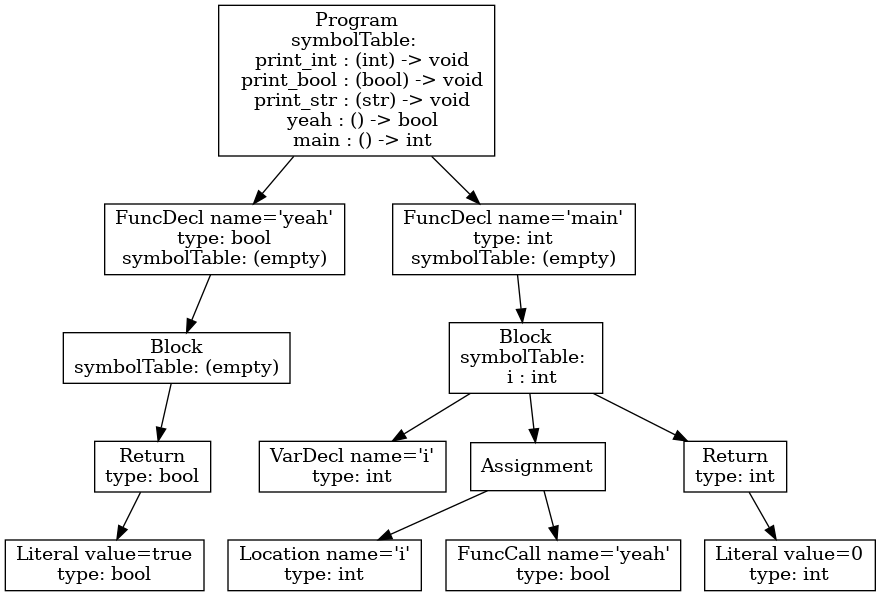 Program
symbolTable:
print_int : (int) -> void
print_bool : (bool) -> void
print_str : (str) -> void
yeah : () -> bool
main : () -> int
FuncDecl name='yeah'
type: bool
symbolTable: (empty)
FuncDecl name='main'
type: int
symbolTable: (empty)
Block
symbolTable: (empty)
Block
symbolTable:
i : int
Return
type: bool
VarDecl name='i'
type: int
Assignment
Return
type: int
Literal value=true
type: bool
Location name='i'
type: int
FuncCall name='yeah'
type: bool
Literal value=0
type: int